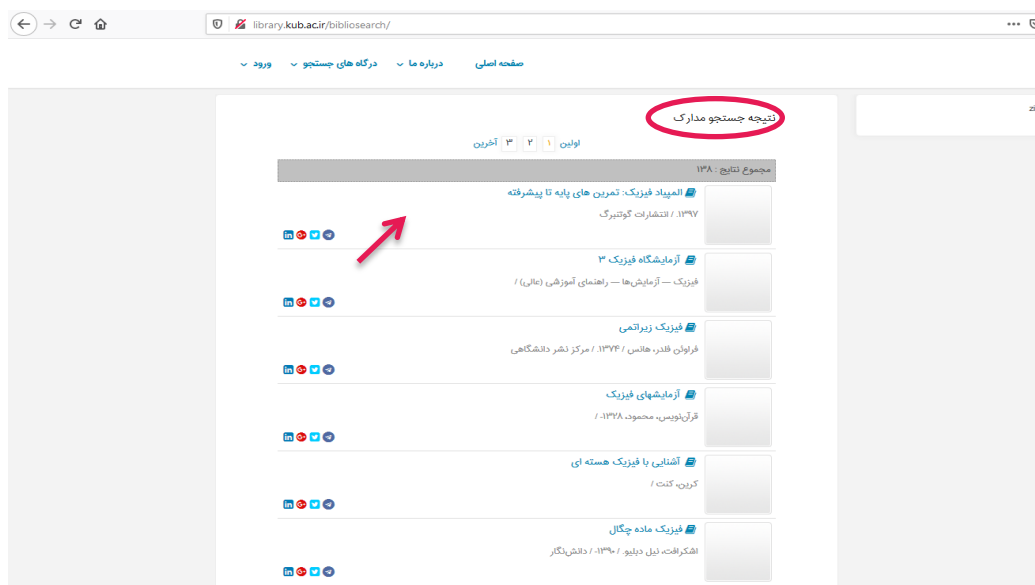 library.kub.ac.ir/bibliosearch/
صفحه اصلی درباره ما درگاه های جستجو ورود
نتیجه جستجو مدارک
اولین ۱ ۲ ۳ آخرین
مجموع نتایج : ۱۳۸
المپیاد فیزیک: تمرین های پایه تا پیشرفته
۱۳۹۷. / انتشارات گوتنبرگ
آزمایشگاه فیزیک ۳
فیزیک — آزمایش‌ها — راهنمای آموزشی (عالی) /
فیزیک زیراتمی
فراوئن فلدر، هانس / ۱۳۷۴. / مرکز نشر دانشگاهی
آزمایشهای فیزیک
قرآن‌نویس، محمود، ۱۳۲۸- /
آشنایی با فیزیک هسته ای
کرین، کنت /
فیزیک ماده چگال
اشکرافت، نیل دبلیو. / ۱۳۹۰- / دانش‌نگار